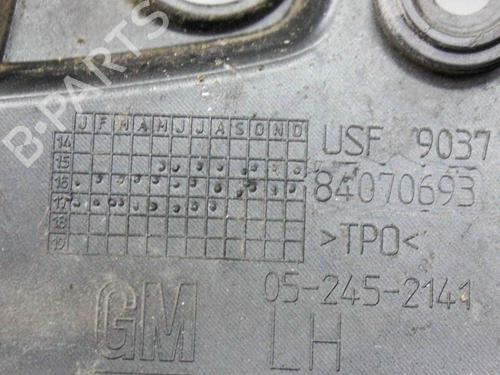 B-PARTS
J F M A M J J A S O N D
14
15
16
17
18
19
USF 9037
84070693
>TPO<
05-245-2141
GM LH